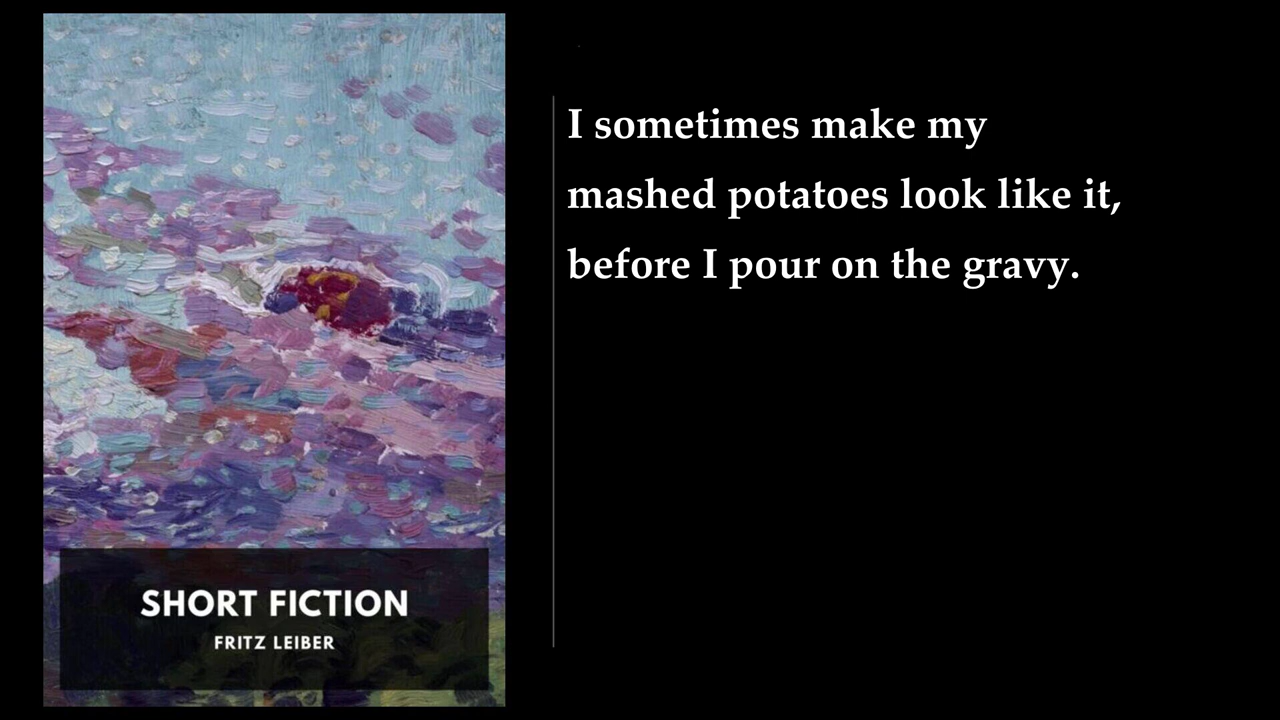 I sometimes make my
mashed potatoes look like it,
before I pour on the gravy.
SHORT FICTION
FRITZ LEIBER